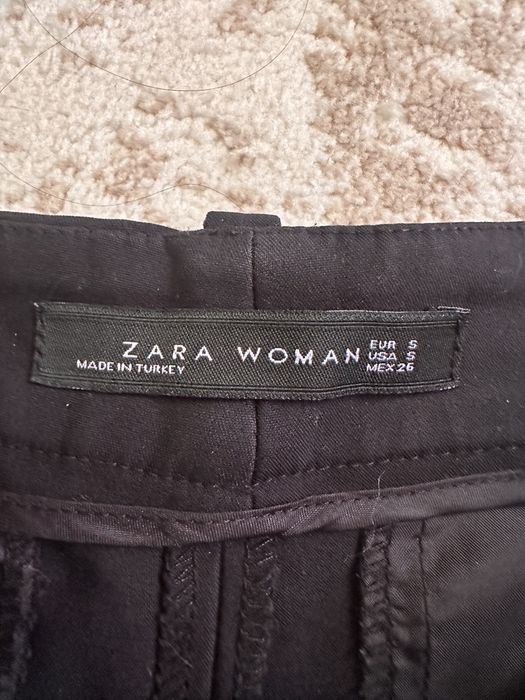 ZARA WOMAN
MADE IN TURKEY
EUR S
USA S
MEX 26